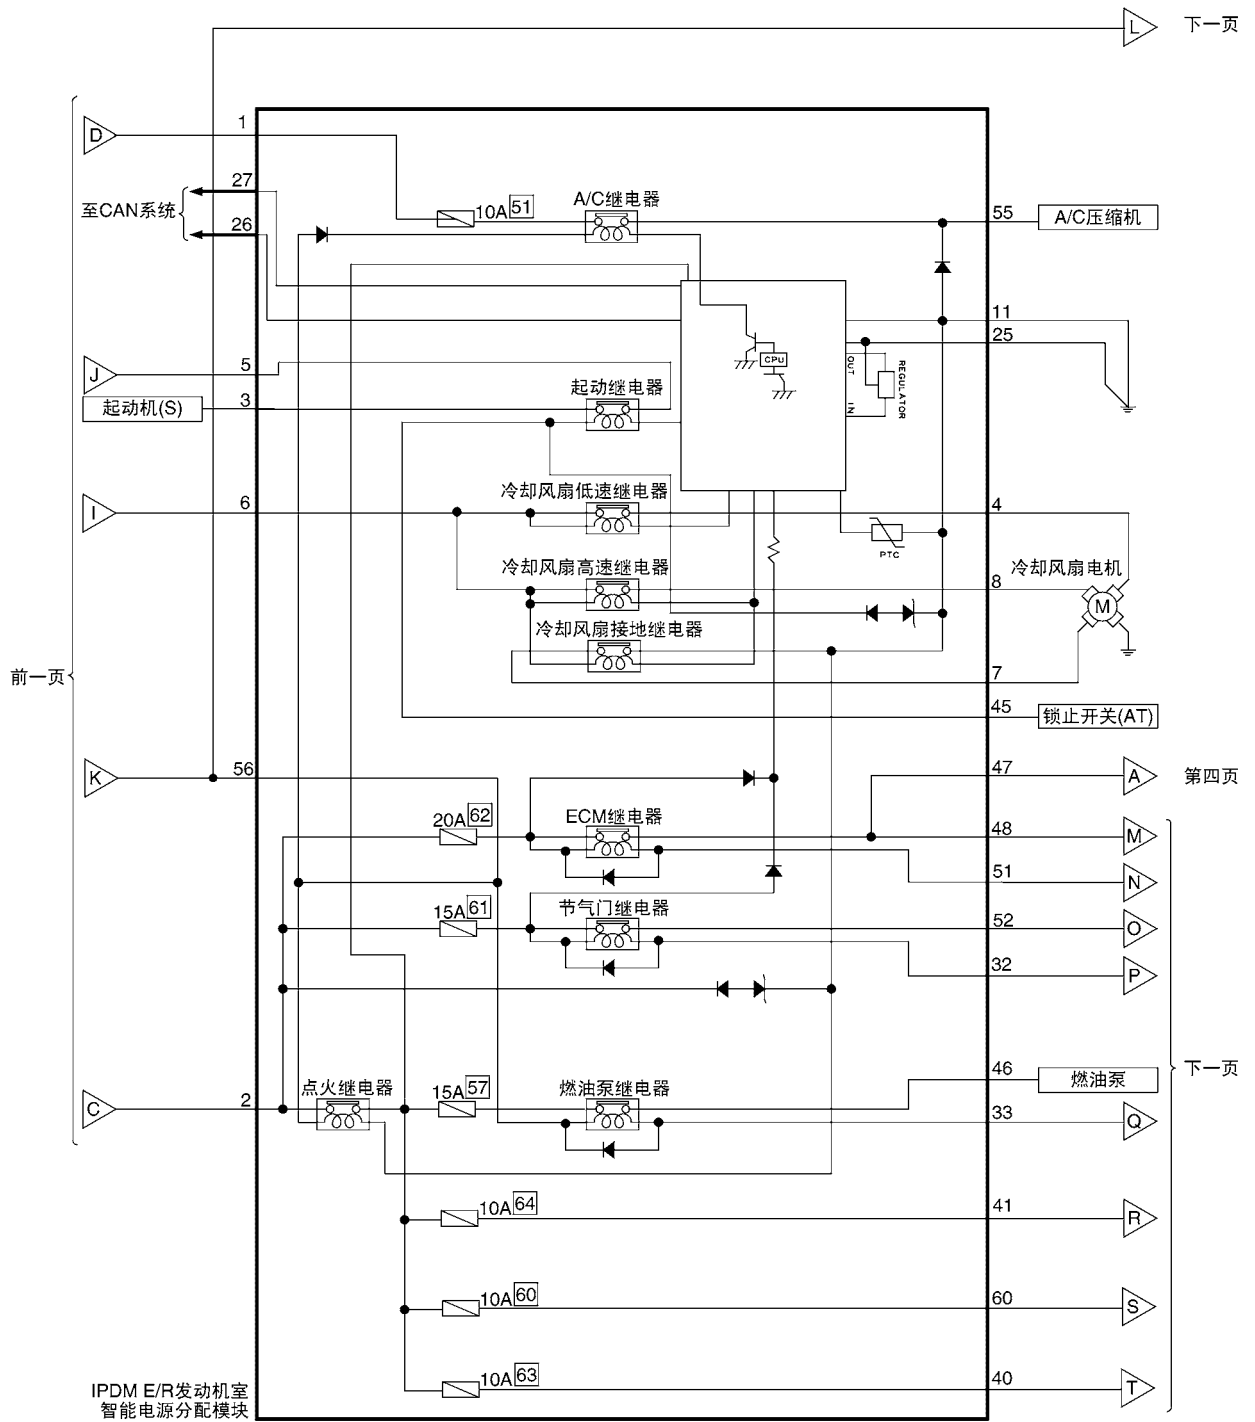 L 下一页
D 1
27
至CAN系统
26
10A 51
A/C继电器
55 A/C压缩机
11
25
CPU
OUT
IN
REGULATOR
J 5
起动机(S) 3
起动继电器
I 6
冷却风扇低速继电器
4
PTC
冷却风扇高速继电器
8
冷却风扇电机
M
冷却风扇接地继电器
7
前一页
45 锁止开关(AT)
K 56
47 A 第四页
20A 62
ECM继电器
48 M
51 N
15A 61
节气门继电器
52 O
32 P
下一页
C 2
点火继电器
15A 57
燃油泵继电器
46 燃油泵
33 Q
10A 64
41 R
10A 60
60 S
10A 63
40 T
IPDM E/R发动机室
智能电源分配模块